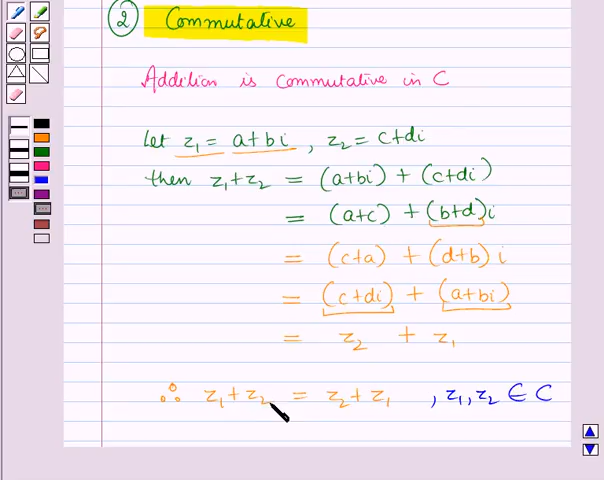 ② Commutative
Addition is commutative in C
Let z₁ = a+bi , z₂ = c+di
then z₁+z₂ = (a+bi) + (c+di)
= (a+c) + (b+d)i
= (c+a) + (d+b)i
= (c+di) + (a+bi)
= z₂ + z₁
∴ z₁+z₂ = z₂+z₁ , z₁, z₂ ∈ C